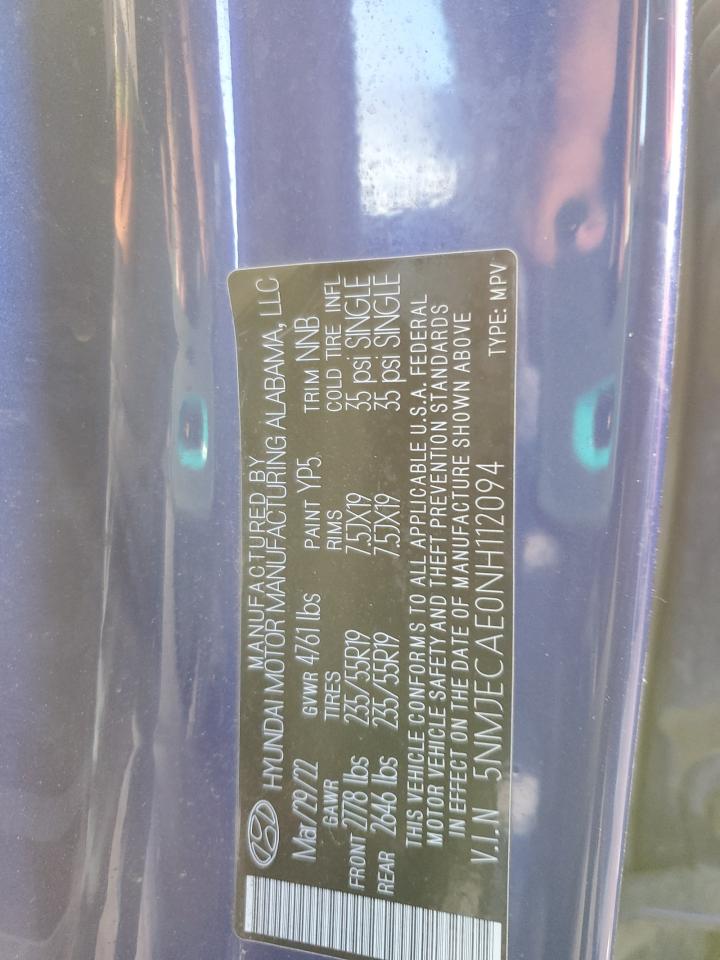 MANUFACTURED BY
HYUNDAI MOTOR MANUFACTURING ALABAMA, LLC
Mar/29/22 GVWR 4761 lbs PAINT YP5 TRIM NNB
GAWR TIRES RIMS COLD TIRE INFL
FRONT 2778 lbs 235/55R19 7.5JX19 35 psi SINGLE
REAR 2646 lbs 235/55R19 7.5JX19 35 psi SINGLE
THIS VEHICLE CONFORMS TO ALL APPLICABLE U.S.A. FEDERAL
MOTOR VEHICLE SAFETY AND THEFT PREVENTION STANDARDS
IN EFFECT ON THE DATE OF MANUFACTURE SHOWN ABOVE
V.I.N 5NMJECAE0NH112094 TYPE: MPV